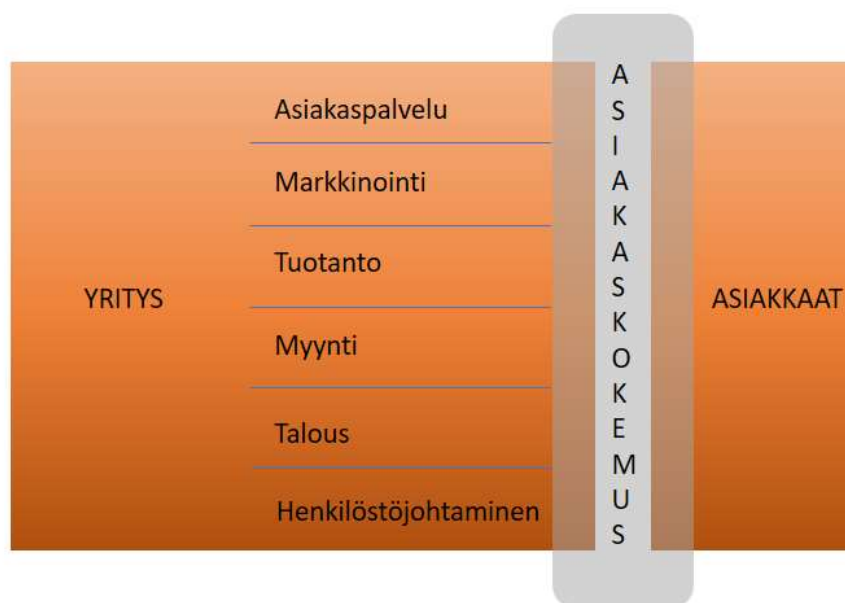 YRITYS
Asiakaspalvelu
Markkinointi
Tuotanto
Myynti
Talous
Henkilöstöjohtaminen
ASIAKASKOKEMUS
ASIAKKAAT